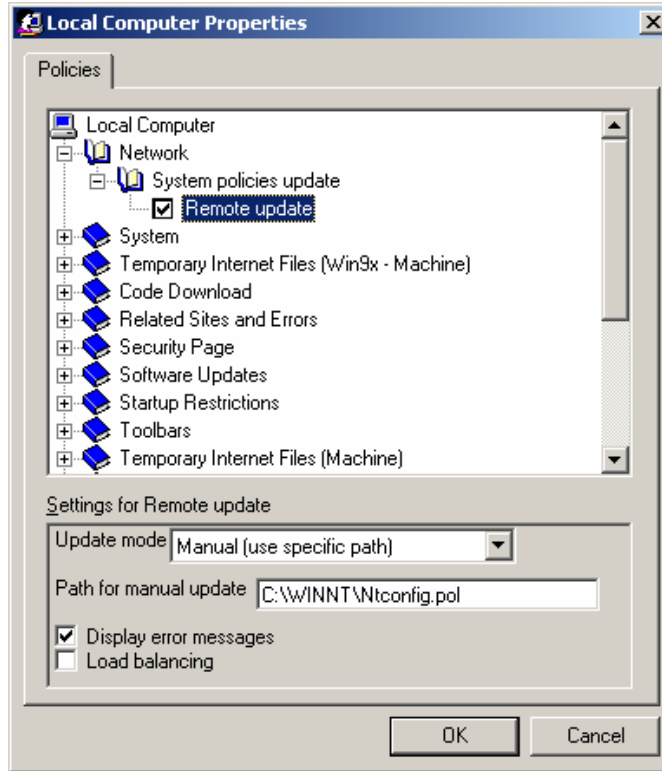 Local Computer Properties
Policies
Local Computer
Network
System policies update
Remote update
System
Temporary Internet Files (Win9x - Machine)
Code Download
Related Sites and Errors
Security Page
Software Updates
Startup Restrictions
Toolbars
Temporary Internet Files (Machine)
Settings for Remote update
Update mode Manual (use specific path)
Path for manual update C:\WINNT\Ntconfig.pol
Display error messages
Load balancing
OK Cancel